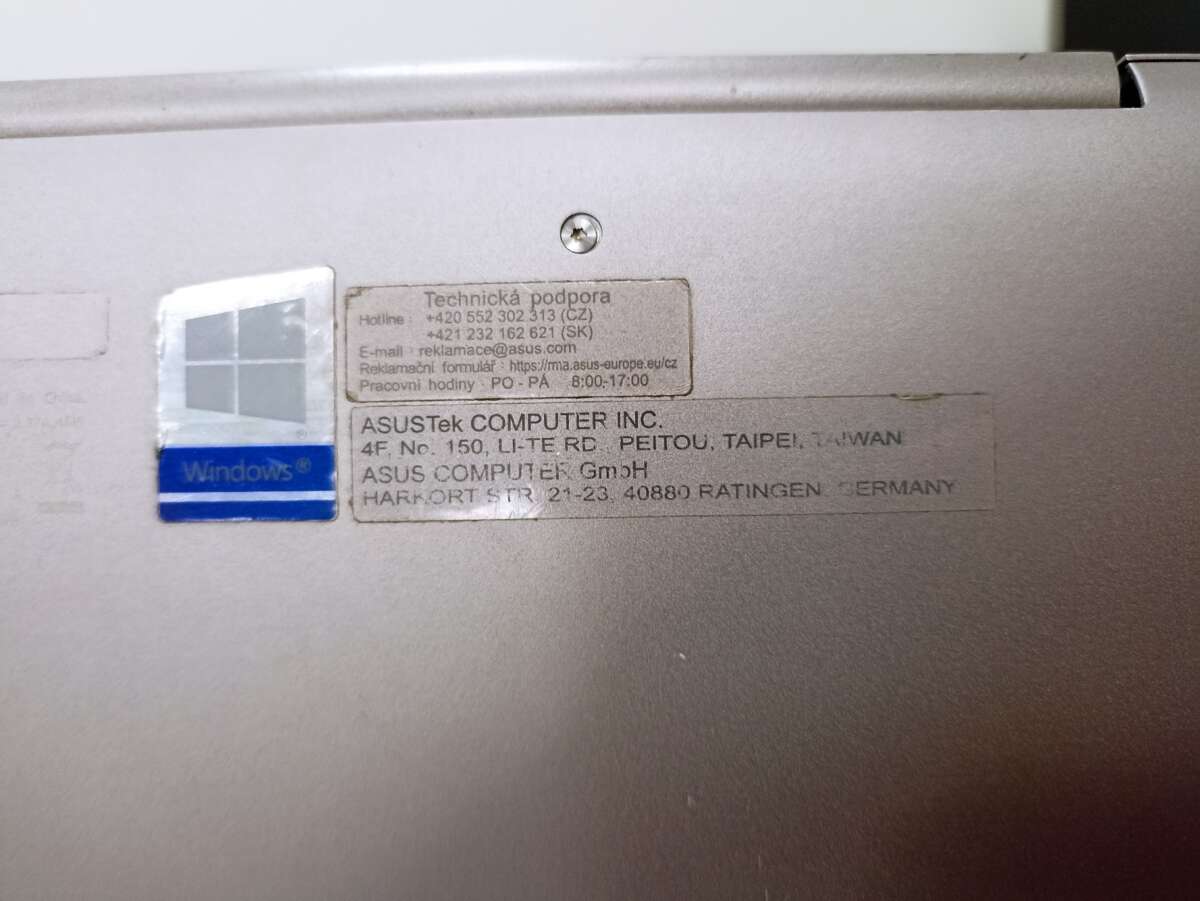 Technická podpora
Hotline : +420 552 302 313 (CZ)
+421 232 162 621 (SK)
E-mail : reklamace@asus.com
Reklamační formulář : https://rma.asus-europe.eu/cz
Pracovní hodiny : PO - PÁ 8:00-17:00
Windows®
ASUSTek COMPUTER INC.
4F, No. 150, LI-TE RD., PEITOU, TAIPEI, TAIWAN
ASUS COMPUTER GmbH
HARKORT STR. 21-23, 40880 RATINGEN, GERMANY
China.